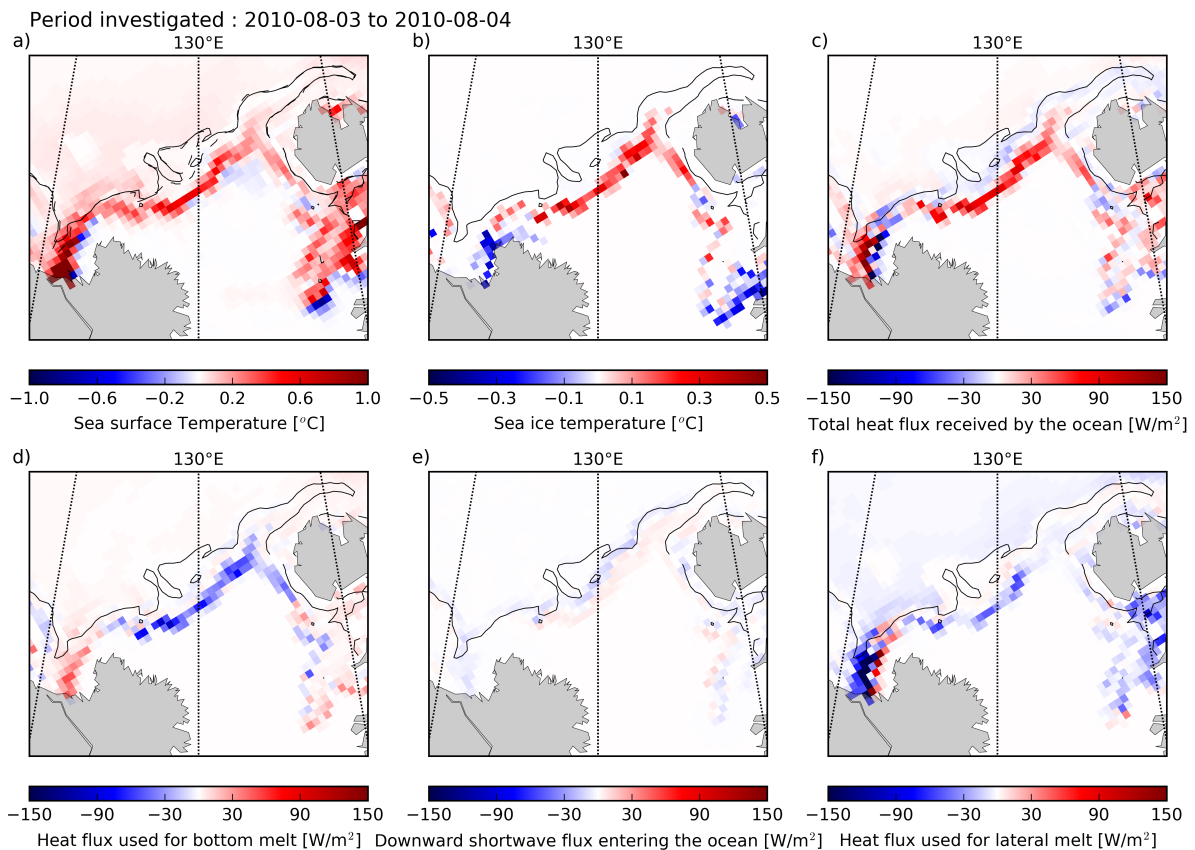 Period investigated : 2010-08-03 to 2010-08-04
a) 130°E b) 130°E c) 130°E
−1.0 −0.6 −0.2 0.2 0.6 1.0 −0.5 −0.3 −0.1 0.1 0.3 0.5 −150 −90 −30 30 90 150
Sea surface Temperature [°C] Sea ice temperature [°C] Total heat flux received by the ocean [W/m²]
d) 130°E e) 130°E f) 130°E
−150 −90 −30 30 90 150 −150 −90 −30 30 90 150 −150 −90 −30 30 90 150
Heat flux used for bottom melt [W/m²] Downward shortwave flux entering the ocean [W/m²] Heat flux used for lateral melt [W/m²]